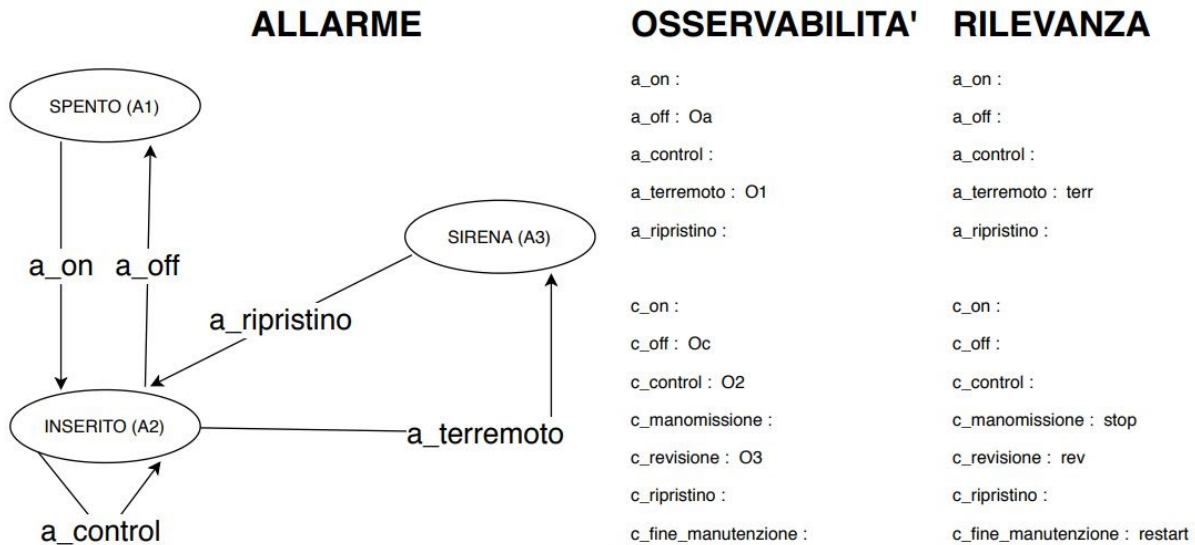 ALLARME
SPENTO (A1)
a_on
a_off
SIRENA (A3)
a_ripristino
INSERITO (A2)
a_terremoto
a_control
OSSERVABILITA'
a_on :
a_off : Oa
a_control :
a_terremoto : O1
a_ripristino :
c_on :
c_off : Oc
c_control : O2
c_manomissione :
c_revisione : O3
c_ripristino :
c_fine_manutenzione :
RILEVANZA
a_on :
a_off :
a_control :
a_terremoto : terr
a_ripristino :
c_on :
c_off :
c_control :
c_manomissione : stop
c_revisione : rev
c_ripristino :
c_fine_manutenzione : restart